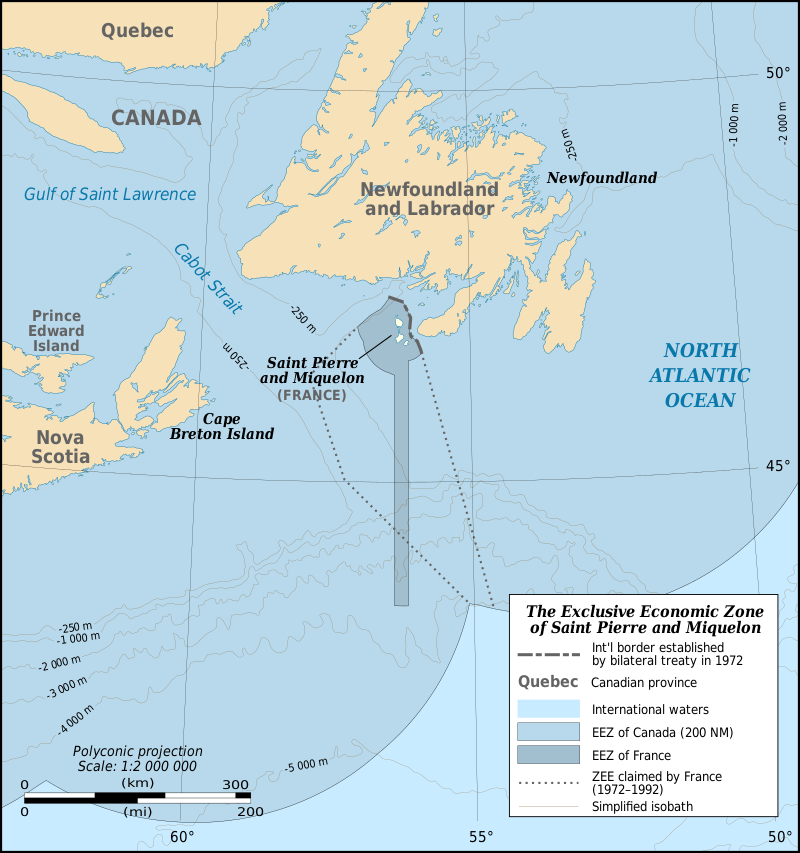 Quebec
50°
CANADA
-1 000 m
-2 000 m
-250 m
Newfoundland
Newfoundland
and Labrador
Gulf of Saint Lawrence
Cabot Strait
-250 m
Prince
Edward
Island
-250 m
Saint Pierre
and Miquelon
(FRANCE)
NORTH
ATLANTIC
OCEAN
Cape
Breton Island
Nova
Scotia
45°
-250 m
-1 000 m
-2 000 m
-3 000 m
-4 000 m
-5 000 m
The Exclusive Economic Zone
of Saint Pierre and Miquelon
Int'l border established
by bilateral treaty in 1972
Quebec Canadian province
International waters
EEZ of Canada (200 NM)
EEZ of France
ZEE claimed by France
(1972–1992)
Simplified isobath
Polyconic projection
Scale: 1:2 000 000
0 (km) 300
0 (mi) 200
60°
55°
50°